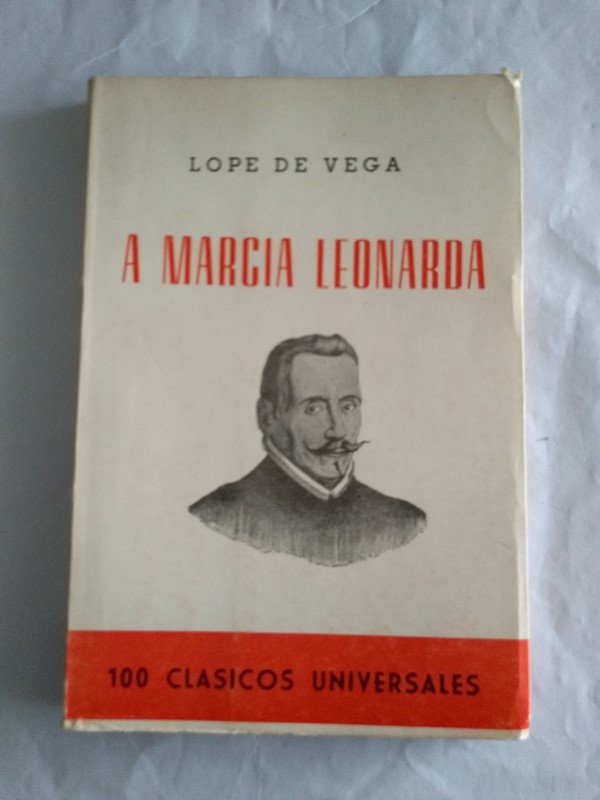 LOPE DE VEGA
A MARCIA LEONARDA
100 CLASICOS UNIVERSALES